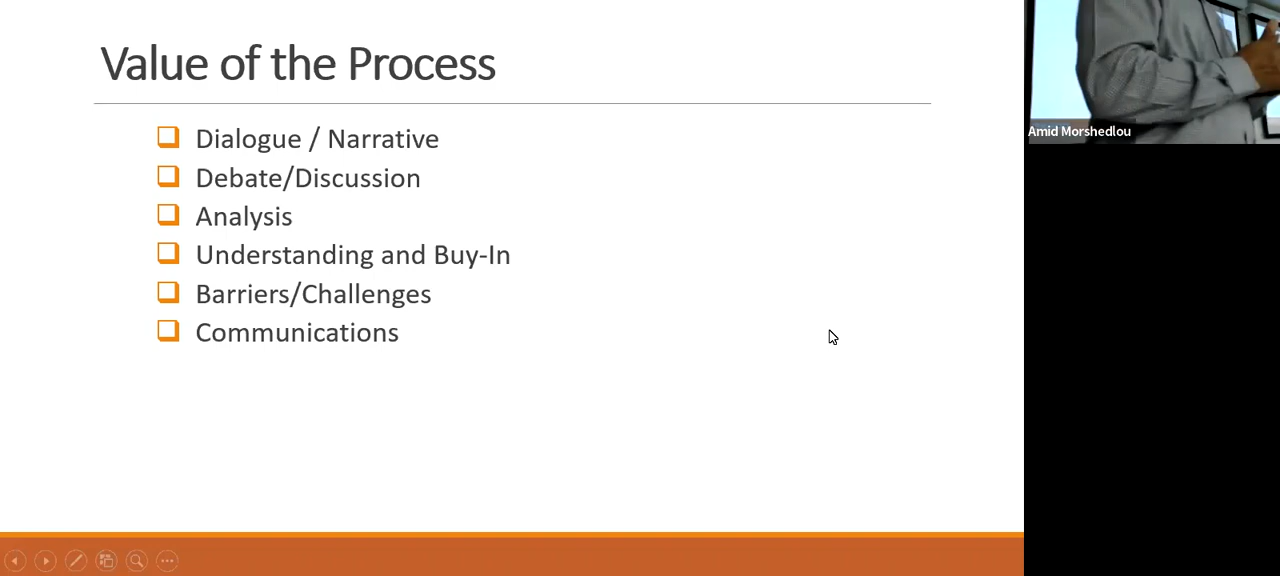 Value of the Process
Dialogue / Narrative
Debate/Discussion
Analysis
Understanding and Buy-In
Barriers/Challenges
Communications
Amid Morshedlou